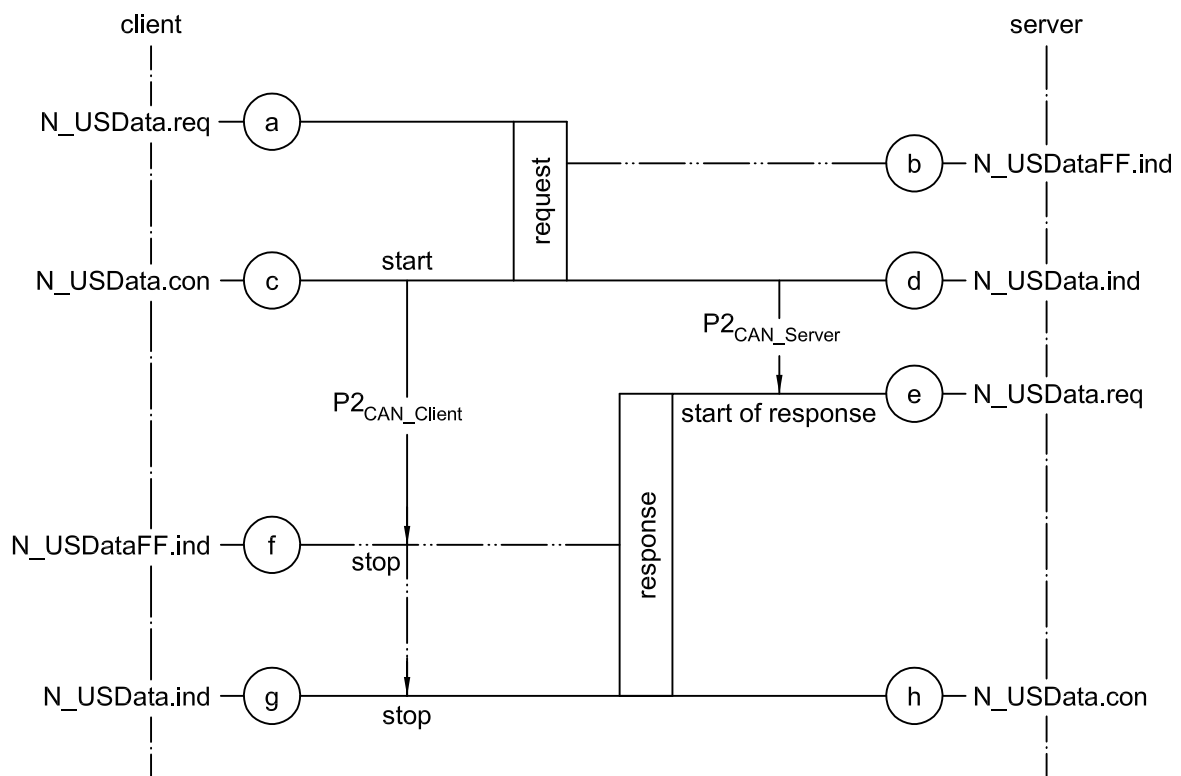 client
server
N_USData.req
a
request
b
N_USDataFF.ind
N_USData.con
c
start
d
N_USData.ind
P2CAN_Server
P2CAN_Client
e
N_USData.req
start of response
response
N_USDataFF.ind
f
stop
N_USData.ind
g
stop
h
N_USData.con